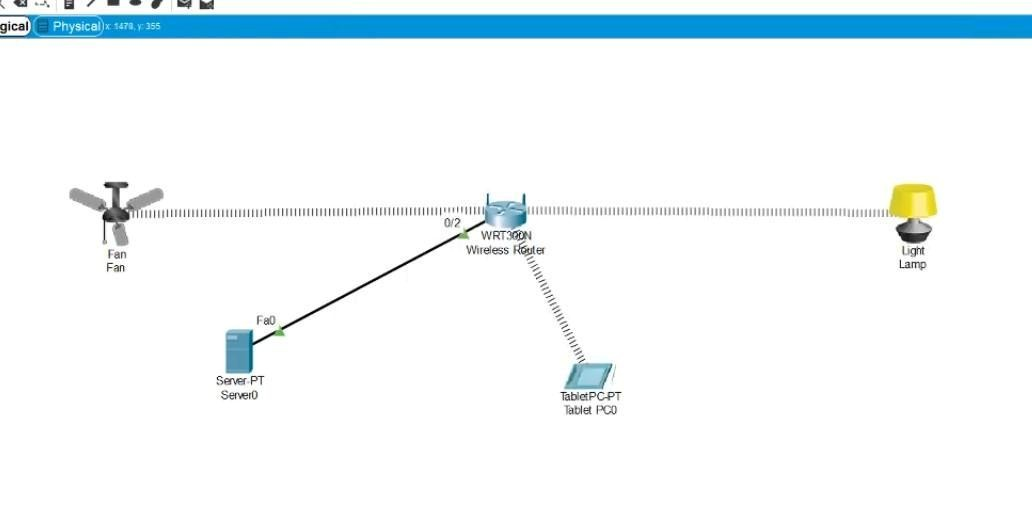 gical Physical x: 1478, y: 355
0/2
WRT300N
Wireless Router
Fan
Fan
Light
Lamp
Fa0
Server-PT
Server0
TabletPC-PT
Tablet PC0